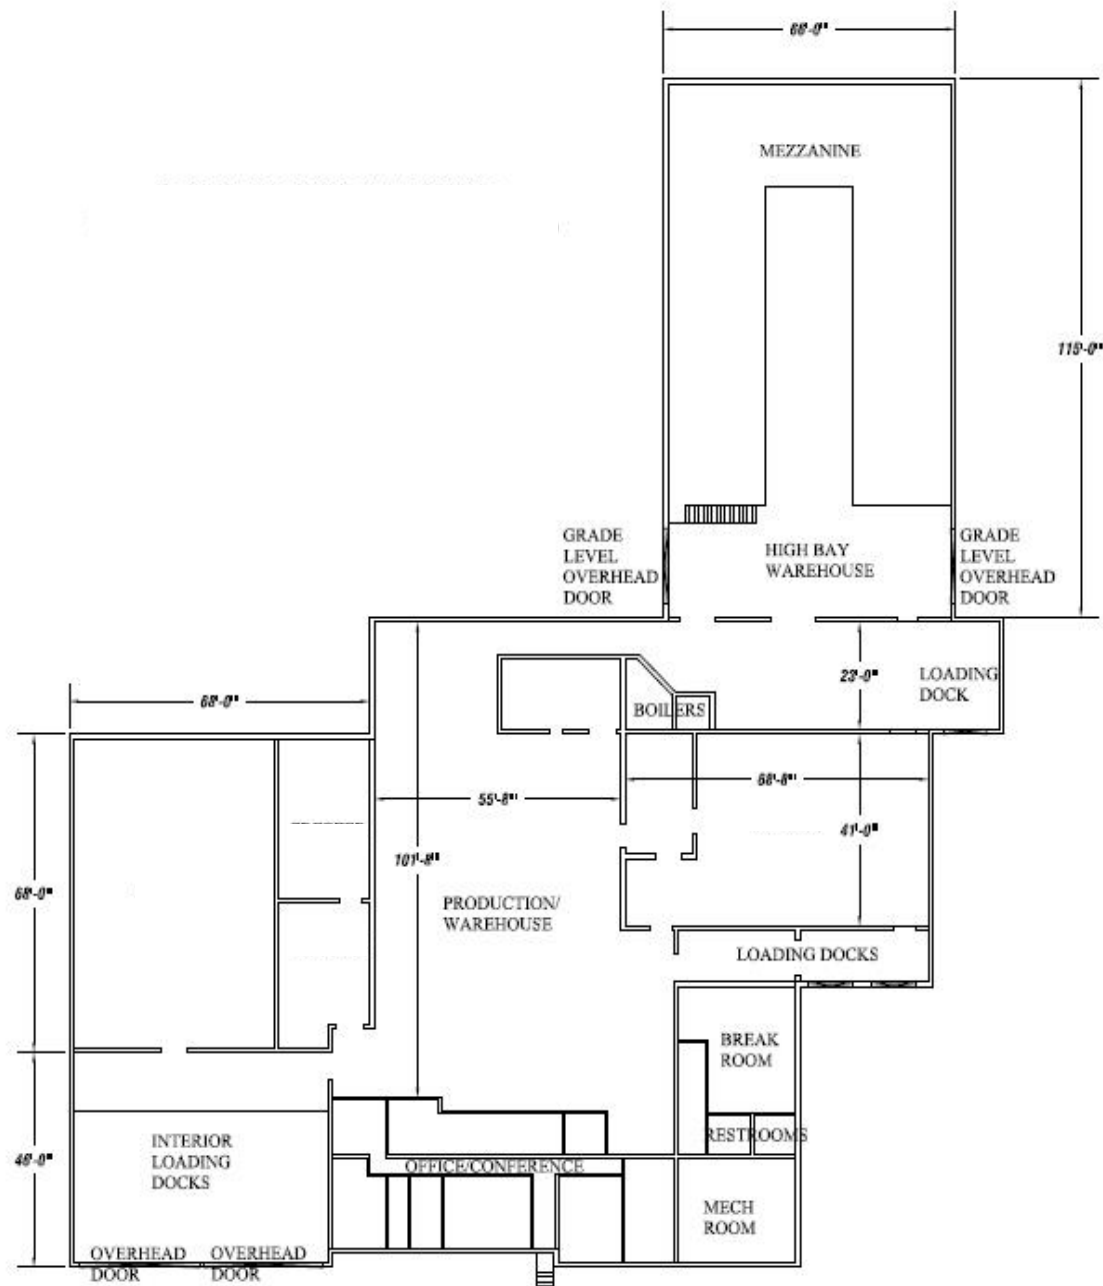 66'-0"
MEZZANINE
115'-0"
GRADE
LEVEL
OVERHEAD
DOOR
HIGH BAY
WAREHOUSE
GRADE
LEVEL
OVERHEAD
DOOR
23'-0"
LOADING
DOCK
68'-0"
BOILERS
55'-8"
68'-8"
41'-0"
101'-8"
68'-0"
PRODUCTION/
WAREHOUSE
LOADING DOCKS
BREAK
ROOM
RESTROOMS
INTERIOR
LOADING
DOCKS
46'-0"
OFFICE/CONFERENCE
MECH
ROOM
OVERHEAD
DOOR
OVERHEAD
DOOR